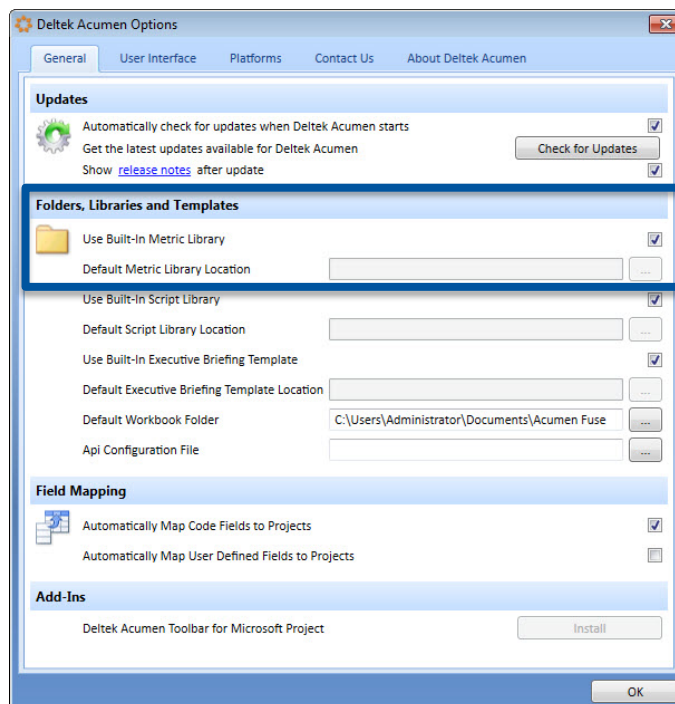 Deltek Acumen Options
General User Interface Platforms Contact Us About Deltek Acumen
Updates
Automatically check for updates when Deltek Acumen starts
Get the latest updates available for Deltek Acumen Check for Updates
Show release notes after update
Folders, Libraries and Templates
Use Built-In Metric Library
Default Metric Library Location ...
Use Built-In Script Library
Default Script Library Location ...
Use Built-In Executive Briefing Template
Default Executive Briefing Template Location ...
Default Workbook Folder C:\Users\Administrator\Documents\Acumen Fuse ...
Api Configuration File ...
Field Mapping
Automatically Map Code Fields to Projects
Automatically Map User Defined Fields to Projects
Add-Ins
Deltek Acumen Toolbar for Microsoft Project Install
OK